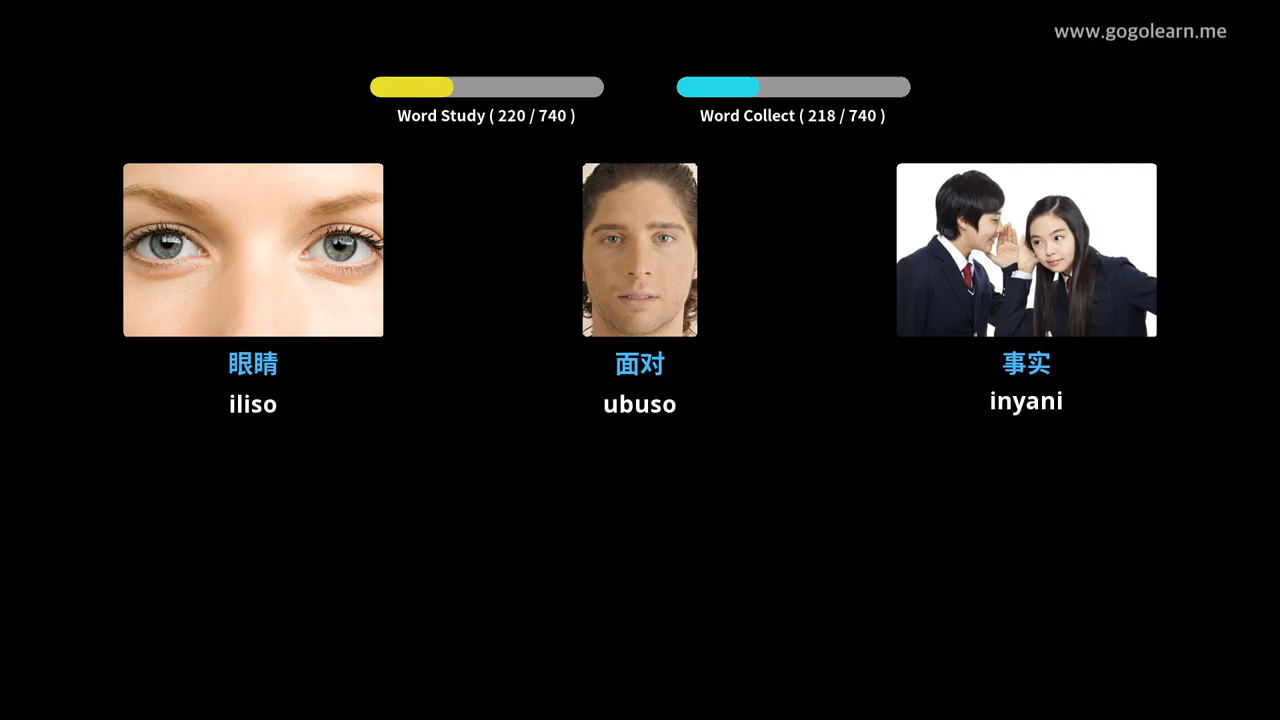 www.gogolearn.me
Word Study ( 220 / 740 )
Word Collect ( 218 / 740 )
眼睛
面对
事实
iliso
ubuso
inyani